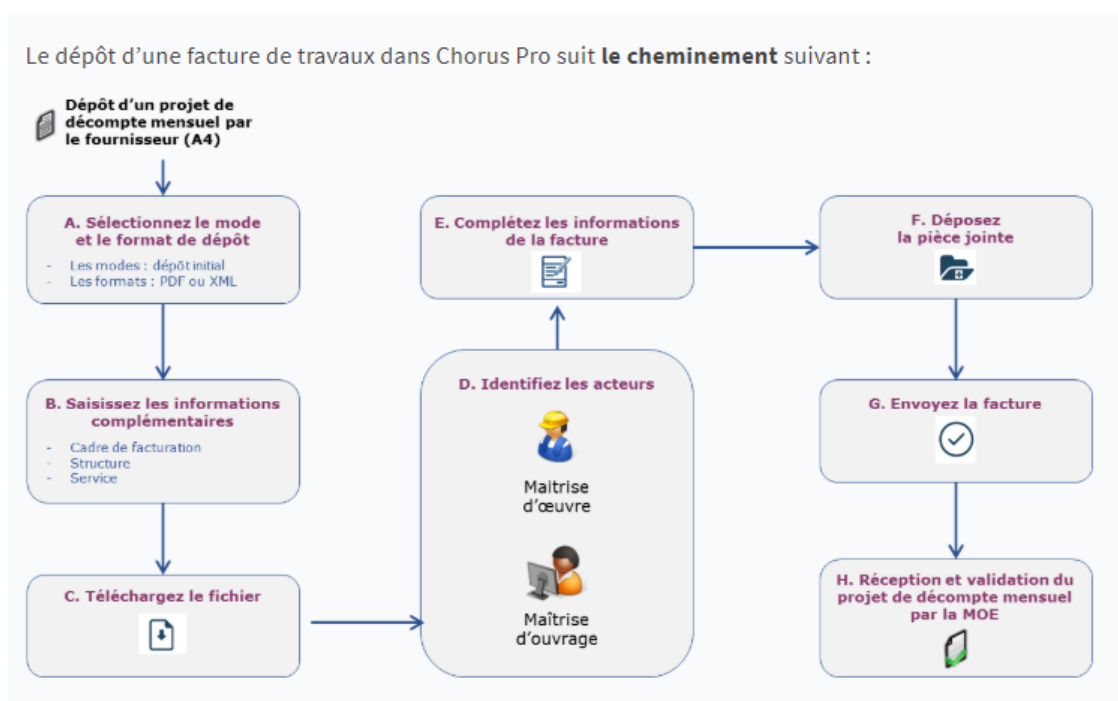 Le dépôt d’une facture de travaux dans Chorus Pro suit le cheminement suivant :
Dépôt d’un projet de
décompte mensuel par
le fournisseur (A4)
A. Sélectionnez le mode
et le format de dépôt
- Les modes : dépôt initial
- Les formats : PDF ou XML
B. Saisissez les informations
complémentaires
- Cadre de facturation
- Structure
- Service
C. Téléchargez le fichier
D. Identifiez les acteurs
Maitrise
d’œuvre
Maîtrise
d’ouvrage
E. Complétez les informations
de la facture
F. Déposez
la pièce jointe
G. Envoyez la facture
H. Réception et validation du
projet de décompte mensuel
par la MOE